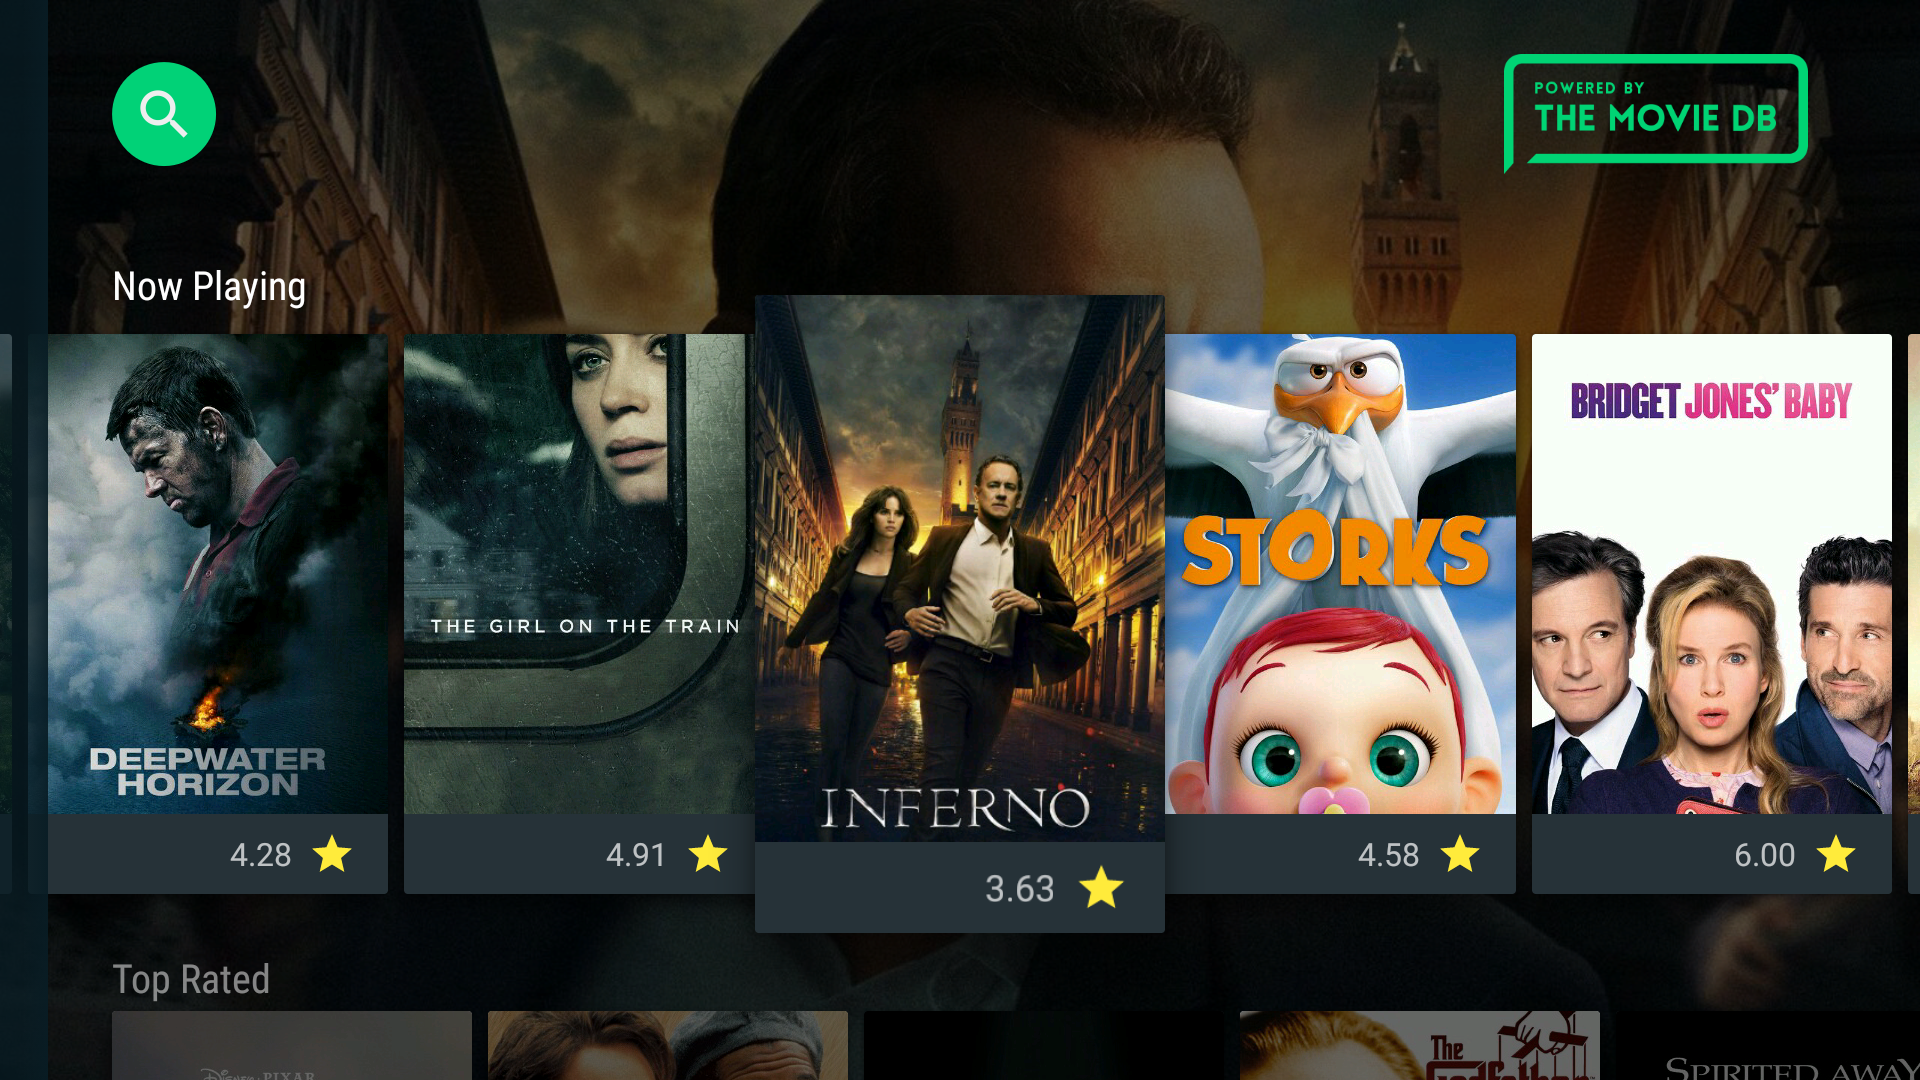 POWERED BY
THE MOVIE DB
Now Playing
DEEPWATER
HORIZON
THE GIRL ON THE TRAIN
INFERNO
STORKS
BRIDGET JONES' BABY
4.28
4.91
3.63
4.58
6.00
Top Rated
DISNEY · PIXAR
The
Godfather
SPIRITED AWAY